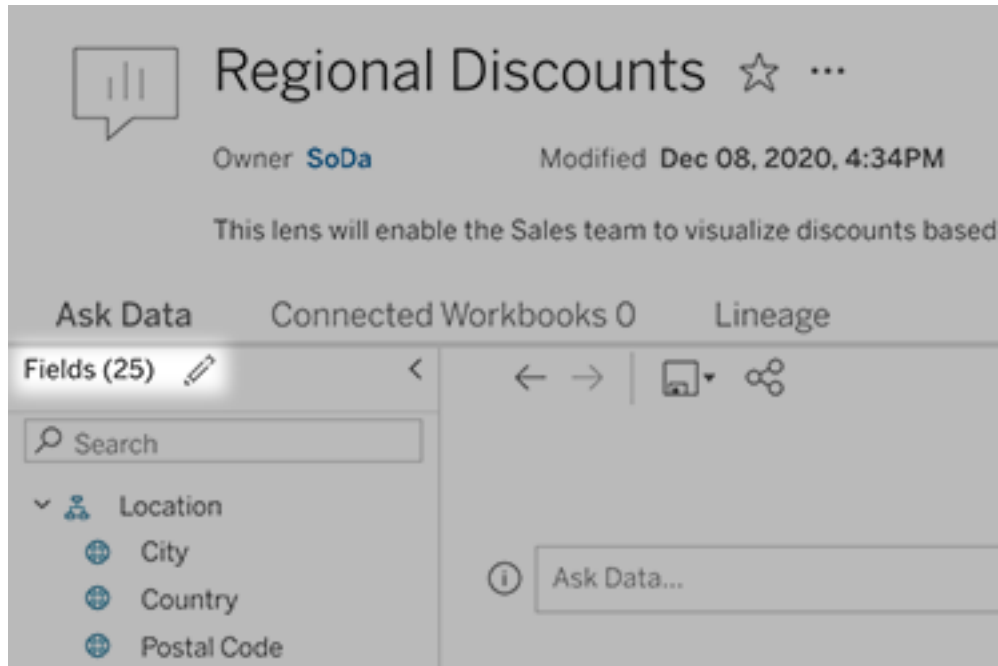 Regional Discounts
Owner SoDa Modified Dec 08, 2020, 4:34PM
This lens will enable the Sales team to visualize discounts based
Ask Data Connected Workbooks 0 Lineage
Fields (25)
Search
Location
City
Ask Data...
Country
Postal Code